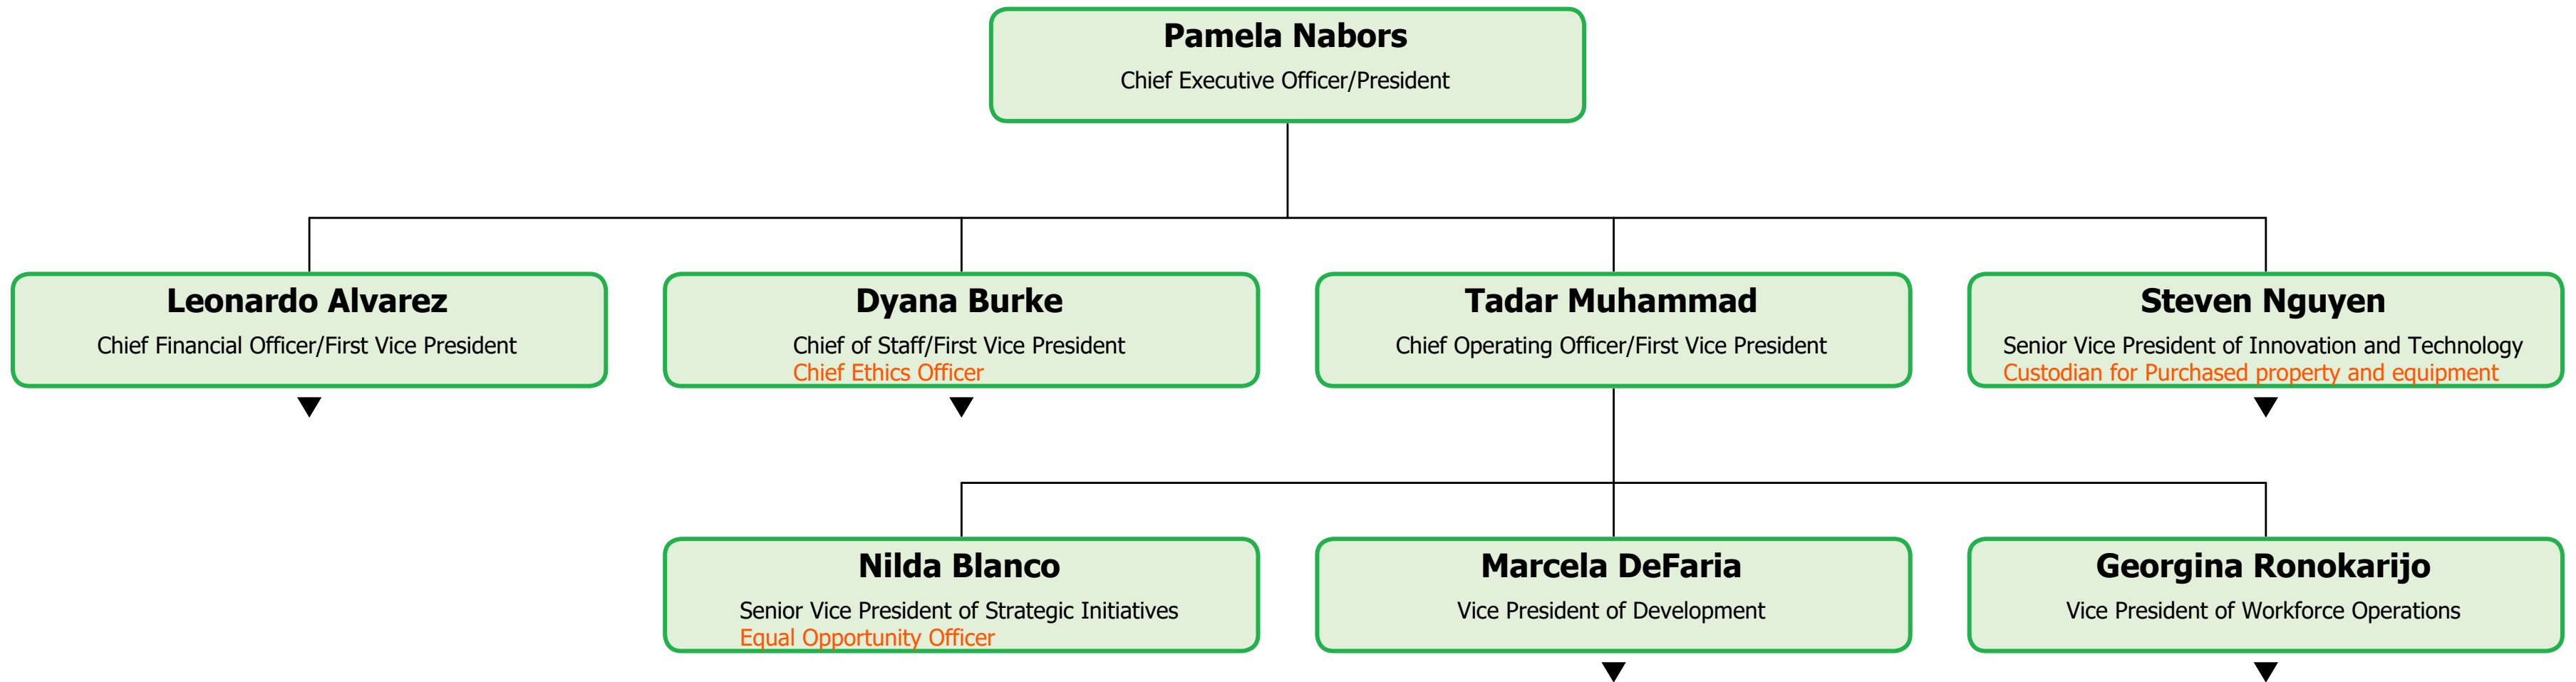 Pamela Nabors
Chief Executive Officer/President
Leonardo Alvarez
Chief Financial Officer/First Vice President
Dyana Burke
Chief of Staff/First Vice President
Chief Ethics Officer
Tadar Muhammad
Chief Operating Officer/First Vice President
Steven Nguyen
Senior Vice President of Innovation and Technology
Custodian for Purchased property and equipment
Nilda Blanco
Senior Vice President of Strategic Initiatives
Equal Opportunity Officer
Marcela DeFaria
Vice President of Development
Georgina Ronokarijo
Vice President of Workforce Operations